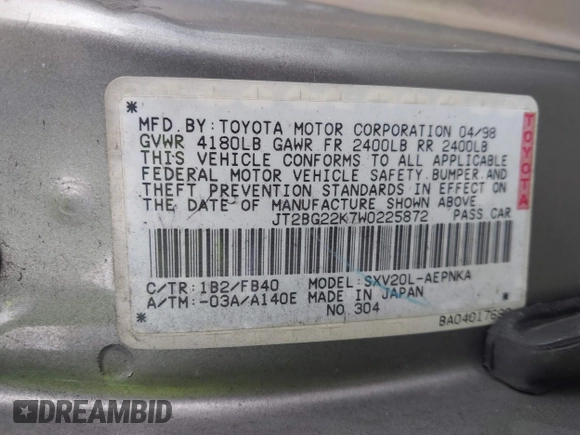 MFD. BY: TOYOTA MOTOR CORPORATION 04/98
GVWR 4180LB GAWR FR 2400LB RR 2400LB
THIS VEHICLE CONFORMS TO ALL APPLICABLE
FEDERAL MOTOR VEHICLE SAFETY, BUMPER, AND
THEFT PREVENTION STANDARDS IN EFFECT ON
THE DATE OF MANUFACTURE SHOWN ABOVE.
JT2BG22K7W0225872 PASS. CAR
C/TR: 1B2/FB40 MODEL: SXV20L-AEPNKA
A/TM: -03A/A140E MADE IN JAPAN
NO. 304
TOYOTA
DREAMBID